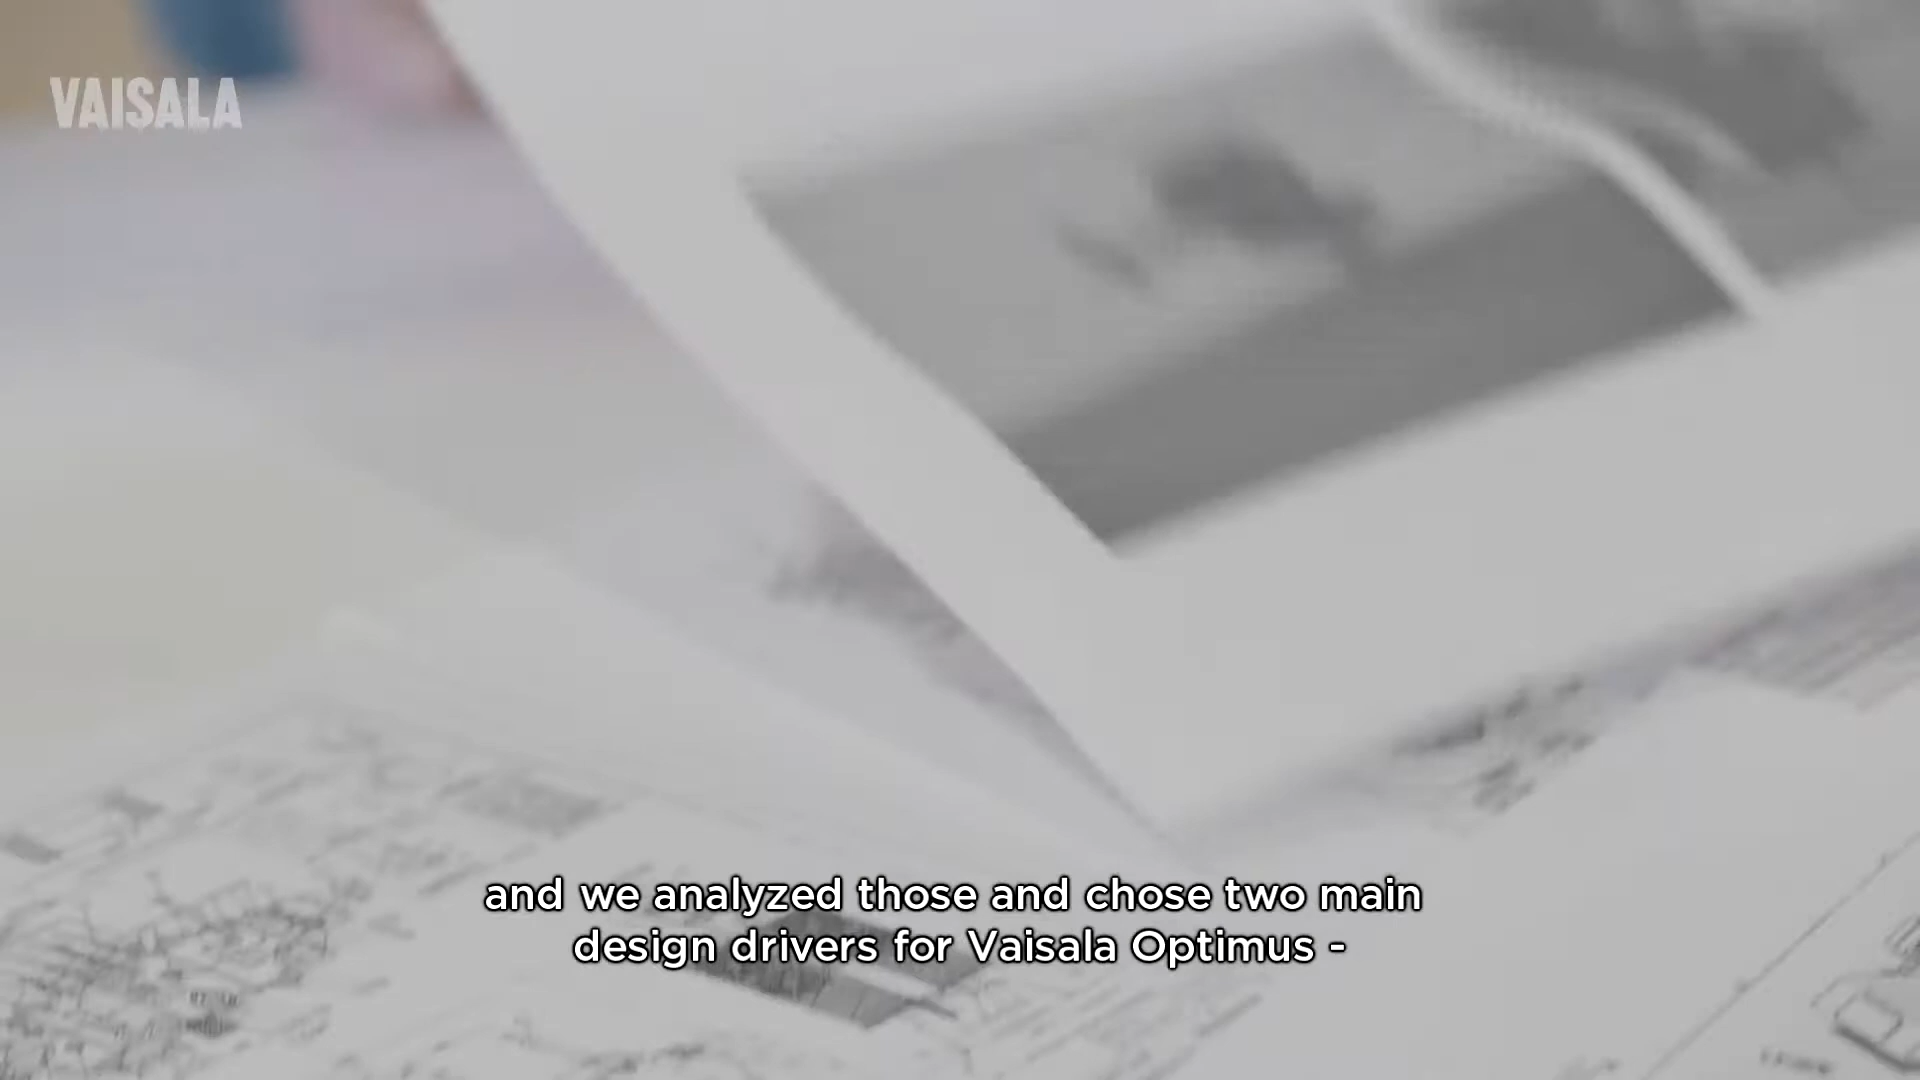 VAISALA
and we analyzed those and chose two main
design drivers for Vaisala Optimus -